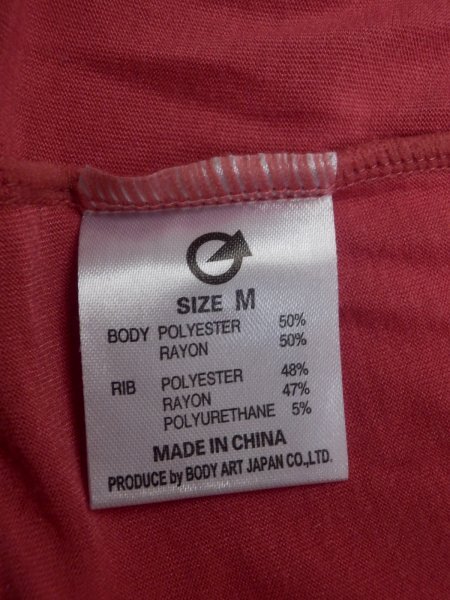 SIZE M
BODY POLYESTER 50%
RAYON 50%
RIB POLYESTER 48%
RAYON 47%
POLYURETHANE 5%
MADE IN CHINA
PRODUCE by BODY ART JAPAN CO.,LTD.